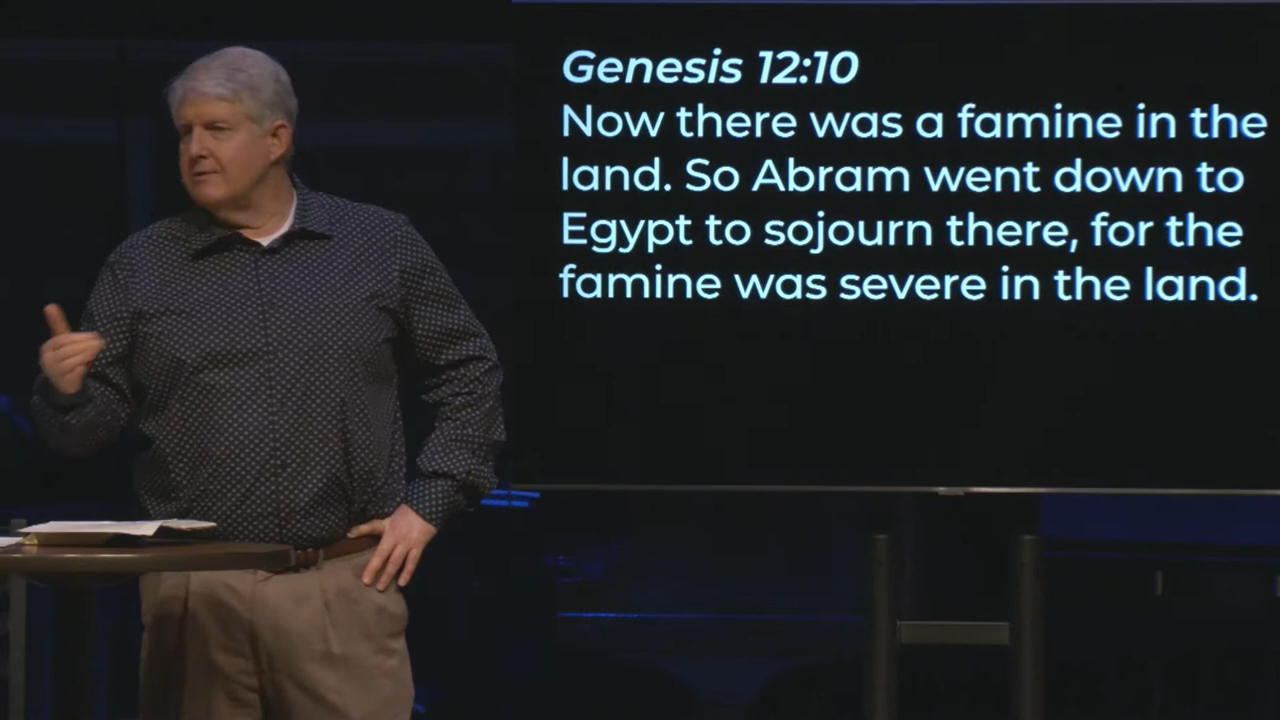 Genesis 12:10
Now there was a famine in the
land. So Abram went down to
Egypt to sojourn there, for the
famine was severe in the land.